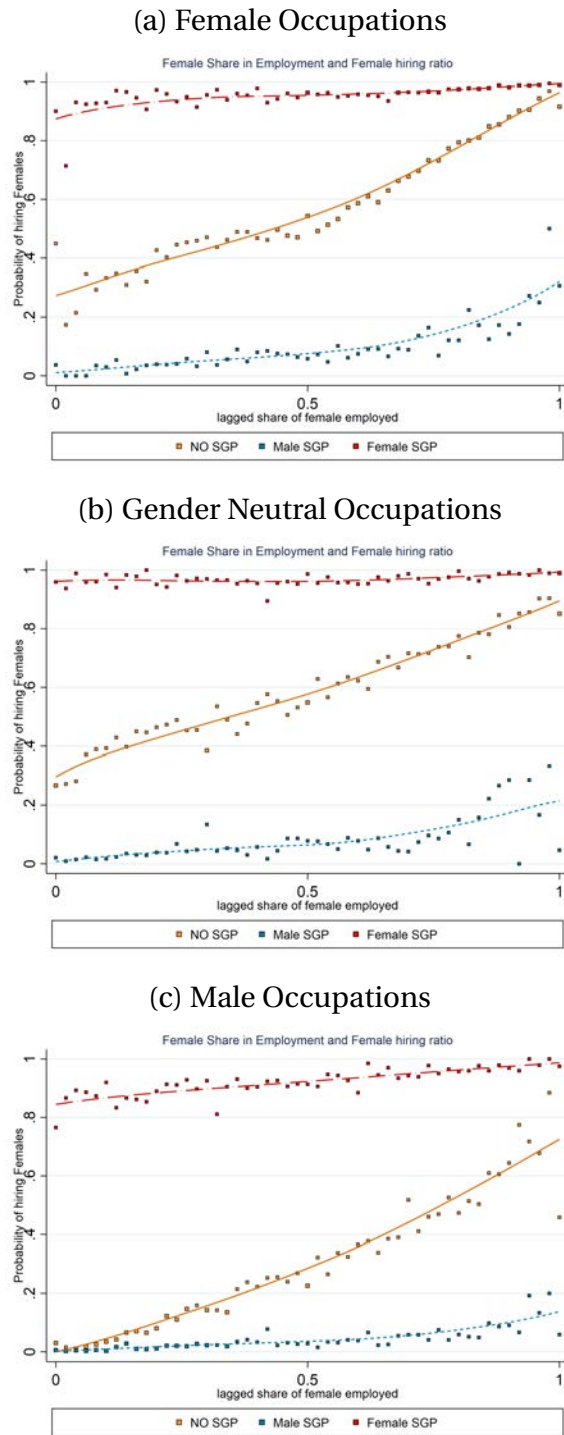 (a) Female Occupations
Female Share in Employment and Female hiring ratio
Probability of hiring Females
1
.8
.6
.4
.2
0
0 0.5 1
lagged share of female employed
NO SGP Male SGP Female SGP
(b) Gender Neutral Occupations
Female Share in Employment and Female hiring ratio
Probability of hiring Females
1
.8
.6
.4
.2
0
0 0.5 1
lagged share of female employed
NO SGP Male SGP Female SGP
(c) Male Occupations
Female Share in Employment and Female hiring ratio
Probability of hiring Females
1
.8
.6
.4
.2
0
0 0.5 1
lagged share of female employed
NO SGP Male SGP Female SGP